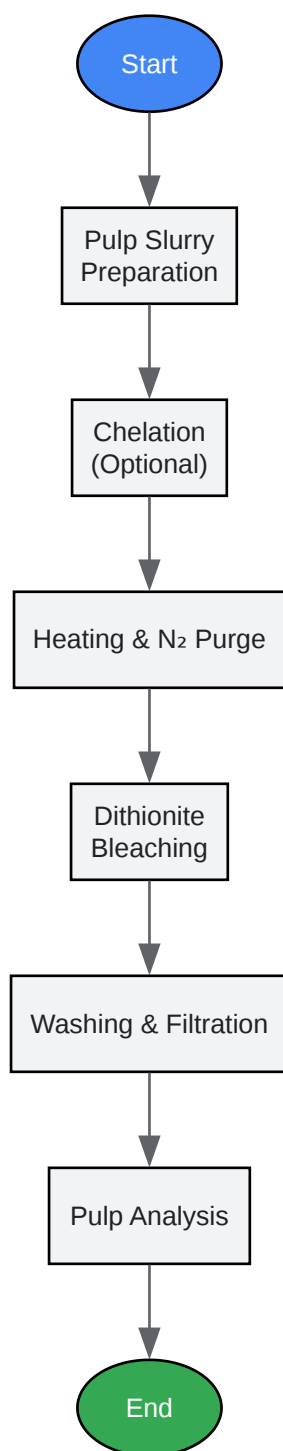 Start
Pulp Slurry
Preparation
Chelation
(Optional)
Heating & N₂ Purge
Dithionite
Bleaching
Washing & Filtration
Pulp Analysis
End